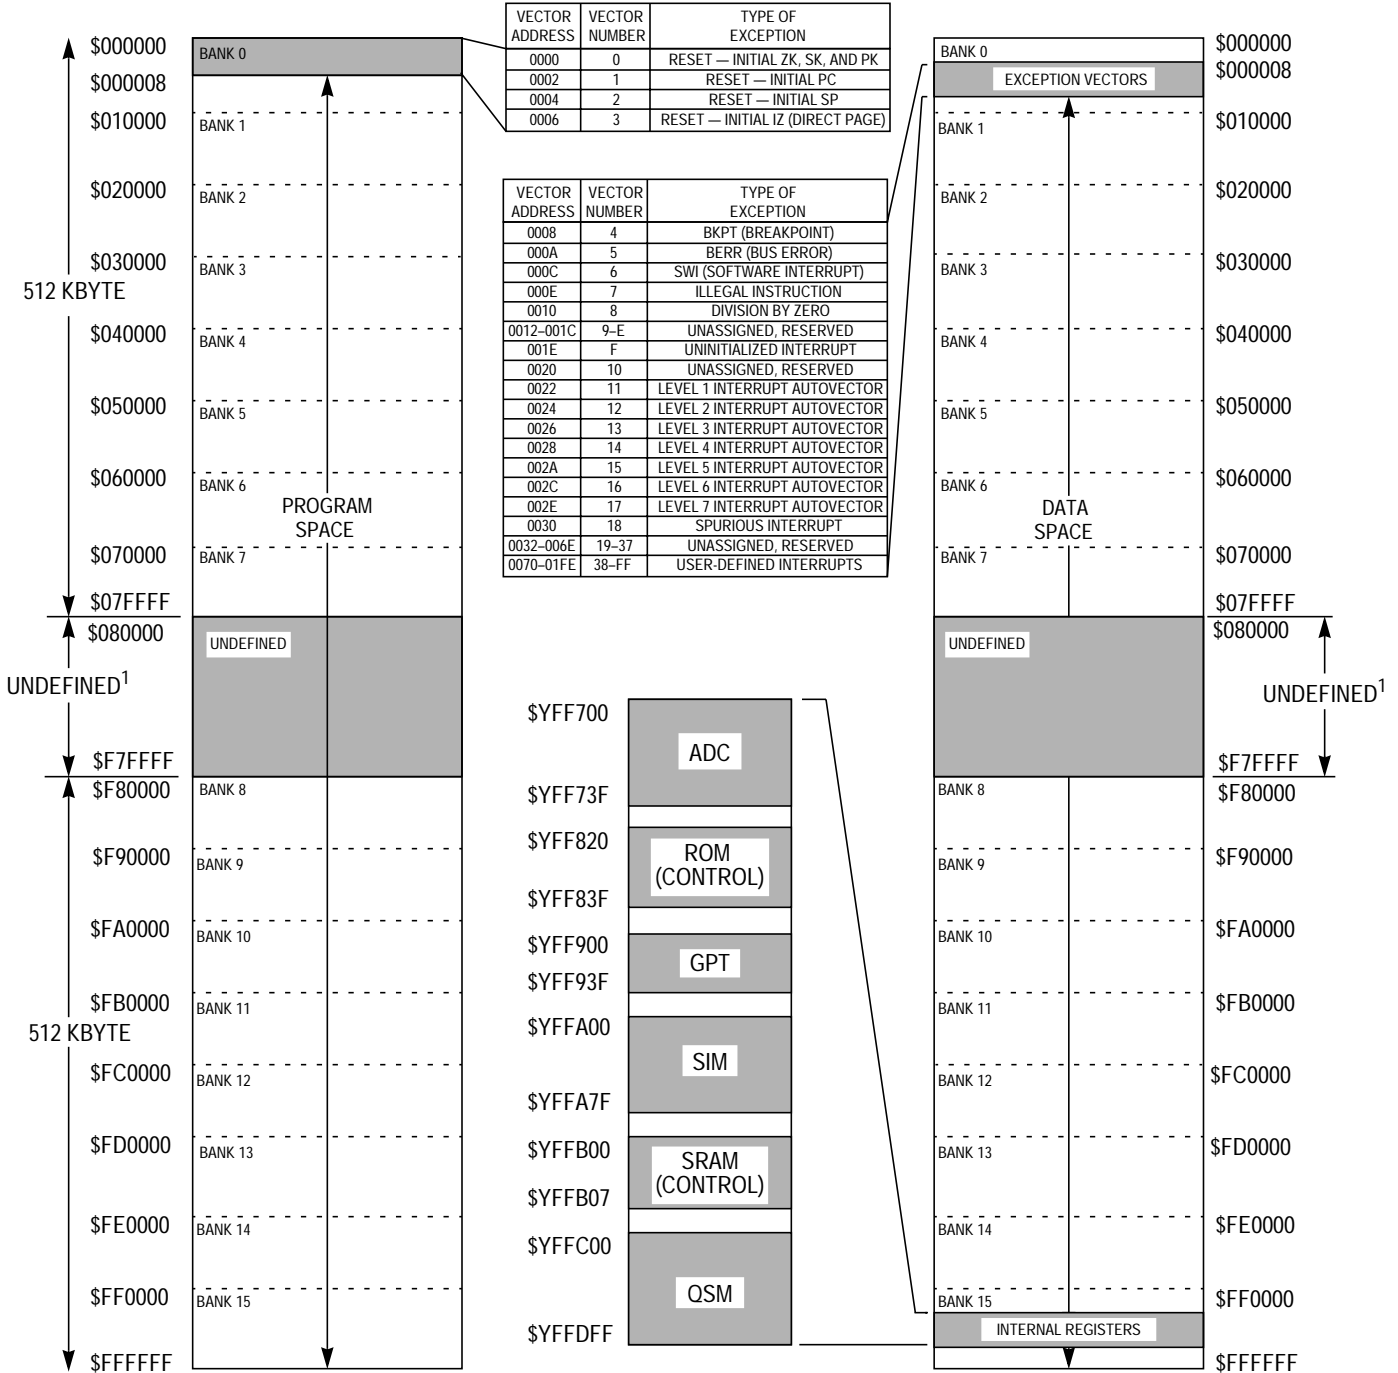 $000000
$000008
$010000
$020000
$030000
512 KBYTE
$040000
$050000
$060000
$070000
$07FFFF
$080000
UNDEFINED1
$F7FFFF
$F80000
$F90000
$FA0000
$FB0000
512 KBYTE
$FC0000
$FD0000
$FE0000
$FF0000
$FFFFFF
BANK 0
BANK 1
BANK 2
BANK 3
BANK 4
BANK 5
BANK 6
PROGRAM
SPACE
BANK 7
UNDEFINED
BANK 8
BANK 9
BANK 10
BANK 11
BANK 12
BANK 13
BANK 14
BANK 15
VECTOR ADDRESS VECTOR NUMBER TYPE OF EXCEPTION
0000 0 RESET — INITIAL ZK, SK, AND PK
0002 1 RESET — INITIAL PC
0004 2 RESET — INITIAL SP
0006 3 RESET — INITIAL IZ (DIRECT PAGE)
VECTOR ADDRESS VECTOR NUMBER TYPE OF EXCEPTION
0008 4 BKPT (BREAKPOINT)
000A 5 BERR (BUS ERROR)
000C 6 SWI (SOFTWARE INTERRUPT)
000E 7 ILLEGAL INSTRUCTION
0010 8 DIVISION BY ZERO
0012–001C 9–E UNASSIGNED, RESERVED
001E F UNINITIALIZED INTERRUPT
0020 10 UNASSIGNED, RESERVED
0022 11 LEVEL 1 INTERRUPT AUTOVECTOR
0024 12 LEVEL 2 INTERRUPT AUTOVECTOR
0026 13 LEVEL 3 INTERRUPT AUTOVECTOR
0028 14 LEVEL 4 INTERRUPT AUTOVECTOR
002A 15 LEVEL 5 INTERRUPT AUTOVECTOR
002C 16 LEVEL 6 INTERRUPT AUTOVECTOR
002E 17 LEVEL 7 INTERRUPT AUTOVECTOR
0030 18 SPURIOUS INTERRUPT
0032–006E 19–37 UNASSIGNED, RESERVED
0070–01FE 38–FF USER-DEFINED INTERRUPTS
$YFF700
ADC
$YFF73F
$YFF820
ROM
(CONTROL)
$YFF83F
$YFF900
GPT
$YFF93F
$YFFA00
SIM
$YFFA7F
$YFFB00
SRAM
(CONTROL)
$YFFB07
$YFFC00
QSM
$YFFDFF
BANK 0
EXCEPTION VECTORS
BANK 1
BANK 2
BANK 3
BANK 4
BANK 5
BANK 6
DATA
SPACE
BANK 7
UNDEFINED
BANK 8
BANK 9
BANK 10
BANK 11
BANK 12
BANK 13
BANK 14
BANK 15
INTERNAL REGISTERS
$000000
$000008
$010000
$020000
$030000
$040000
$050000
$060000
$070000
$07FFFF
$080000
UNDEFINED1
$F7FFFF
$F80000
$F90000
$FA0000
$FB0000
$FC0000
$FD0000
$FE0000
$FF0000
$FFFFFF